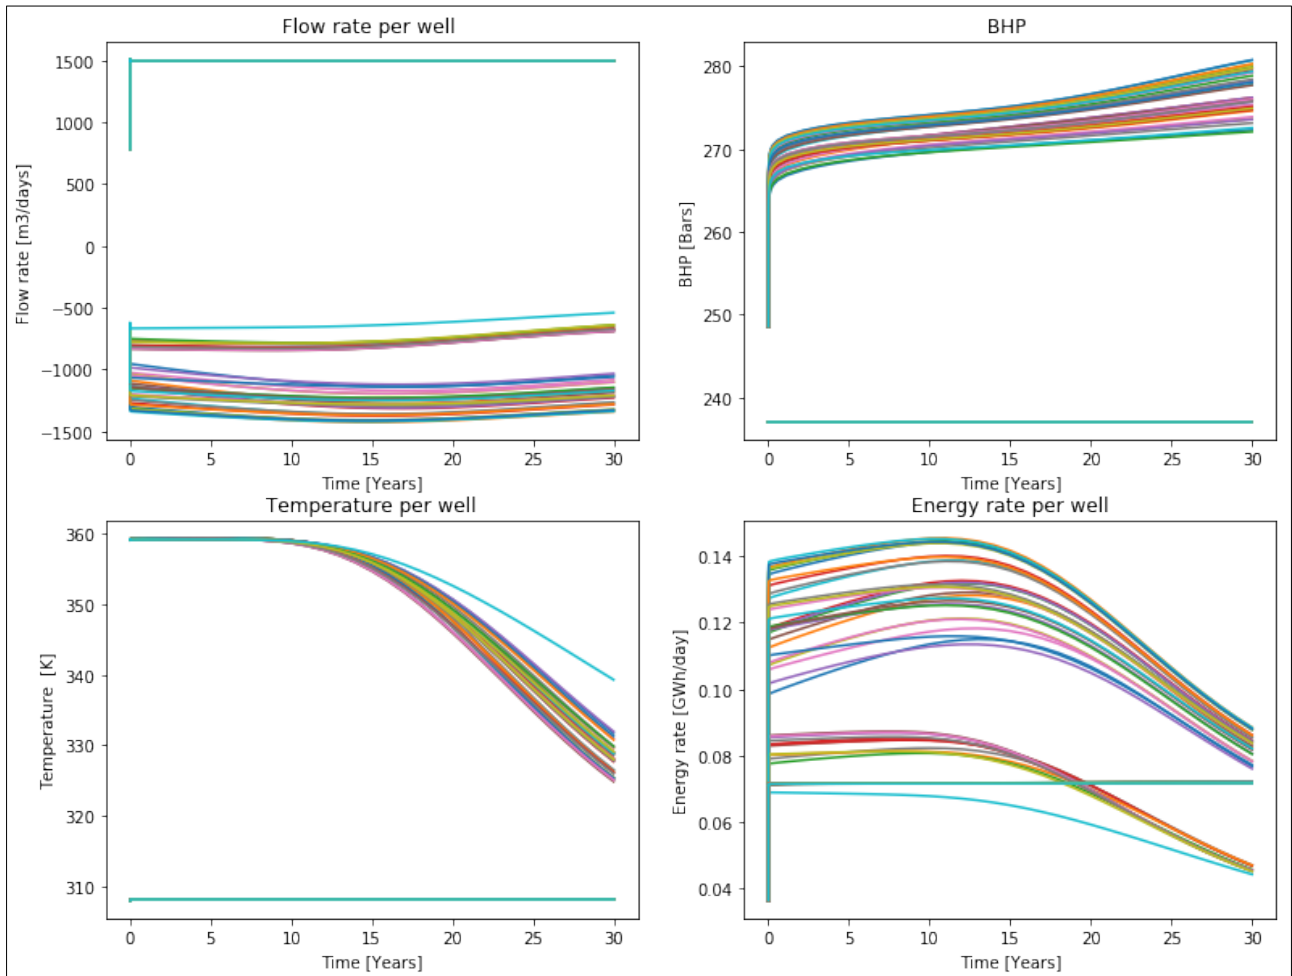 Flow rate per well
Flow rate [m3/days]
1500
1000
500
0
−500
−1000
−1500
0 5 10 15 20 25 30
Time [Years]
BHP
BHP [Bars]
280
270
260
250
240
0 5 10 15 20 25 30
Time [Years]
Temperature per well
Temperature [K]
360
350
340
330
320
310
0 5 10 15 20 25 30
Time [Years]
Energy rate per well
Energy rate [GWh/day]
0.14
0.12
0.10
0.08
0.06
0.04
0 5 10 15 20 25 30
Time [Years]